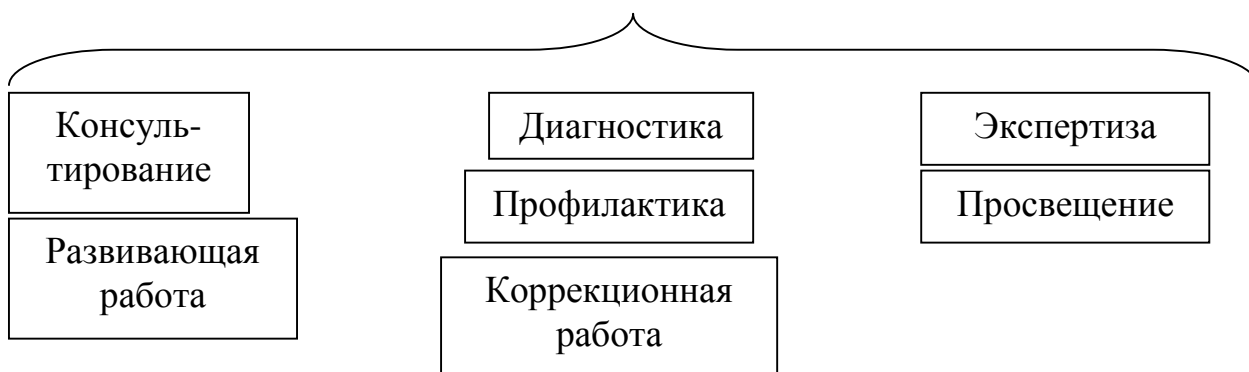 Консуль-
тирование
Развивающая
работа
Диагностика
Профилактика
Коррекционная
работа
Экспертиза
Просвещение